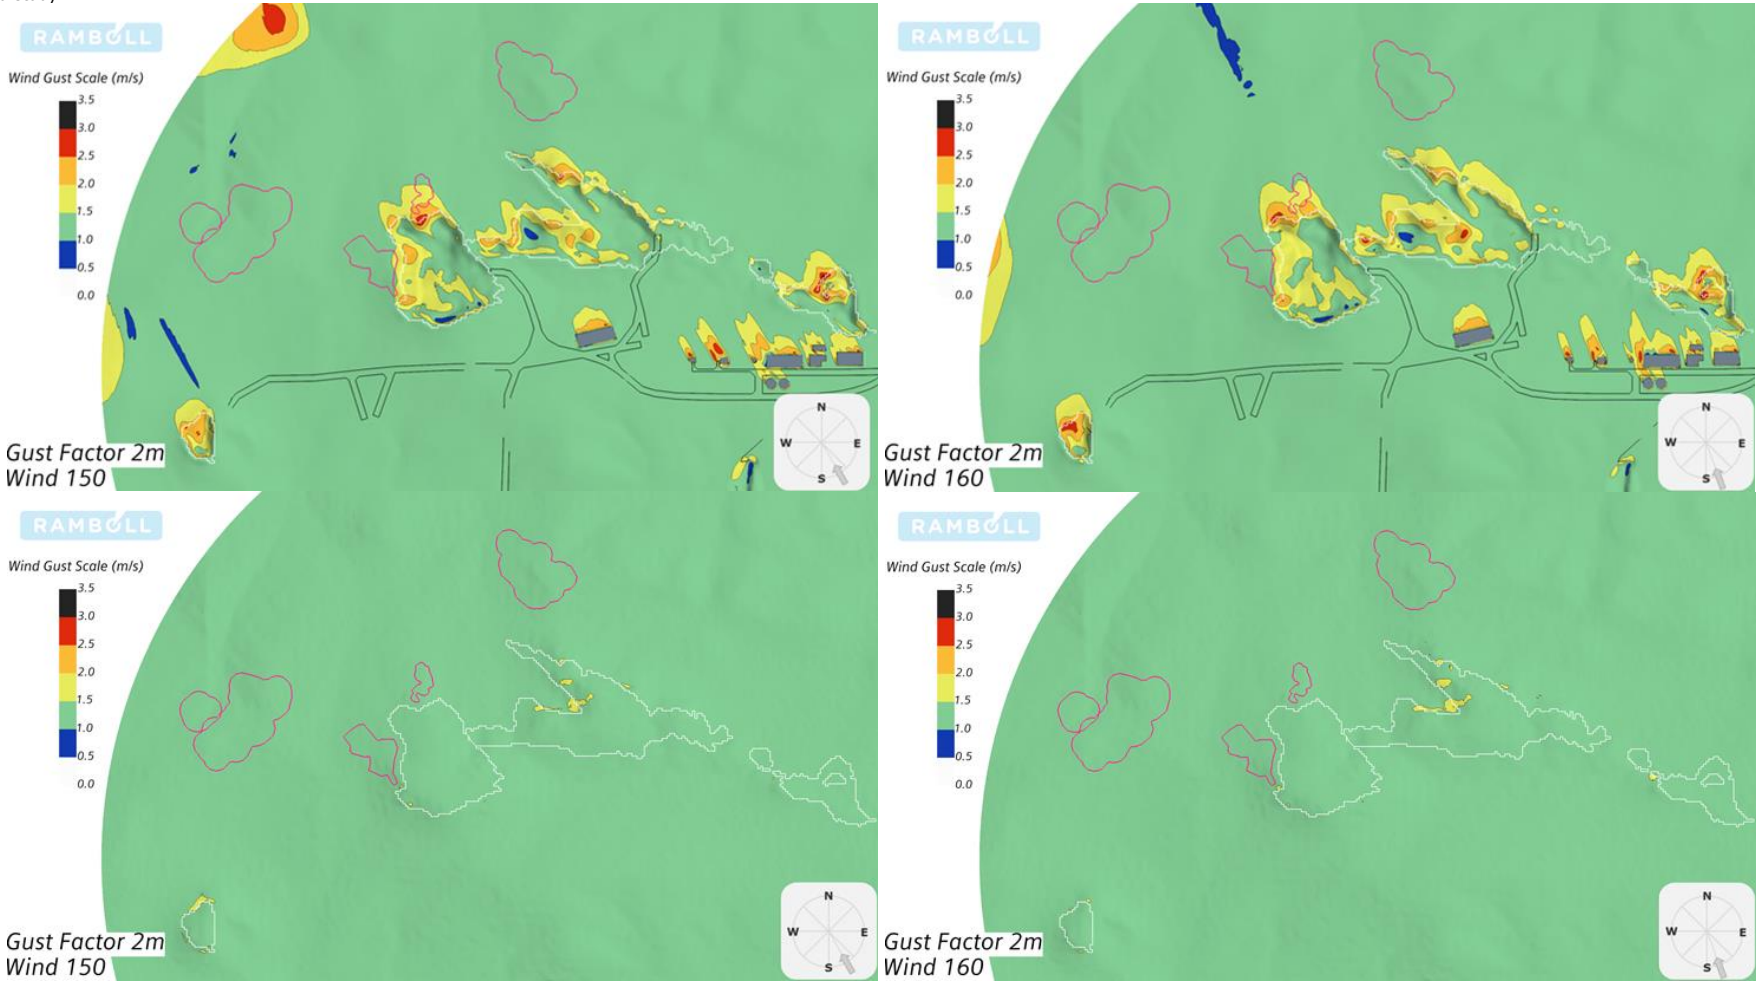 RAMBOLL
Wind Gust Scale (m/s)
3.5
3.0
2.5
2.0
1.5
1.0
0.5
0.0
N
W
E
S
Gust Factor 2m
Wind 150
RAMBOLL
Wind Gust Scale (m/s)
3.5
3.0
2.5
2.0
1.5
1.0
0.5
0.0
N
W
E
S
Gust Factor 2m
Wind 160
RAMBOLL
Wind Gust Scale (m/s)
3.5
3.0
2.5
2.0
1.5
1.0
0.5
0.0
N
W
E
S
Gust Factor 2m
Wind 150
RAMBOLL
Wind Gust Scale (m/s)
3.5
3.0
2.5
2.0
1.5
1.0
0.5
0.0
N
W
E
S
Gust Factor 2m
Wind 160